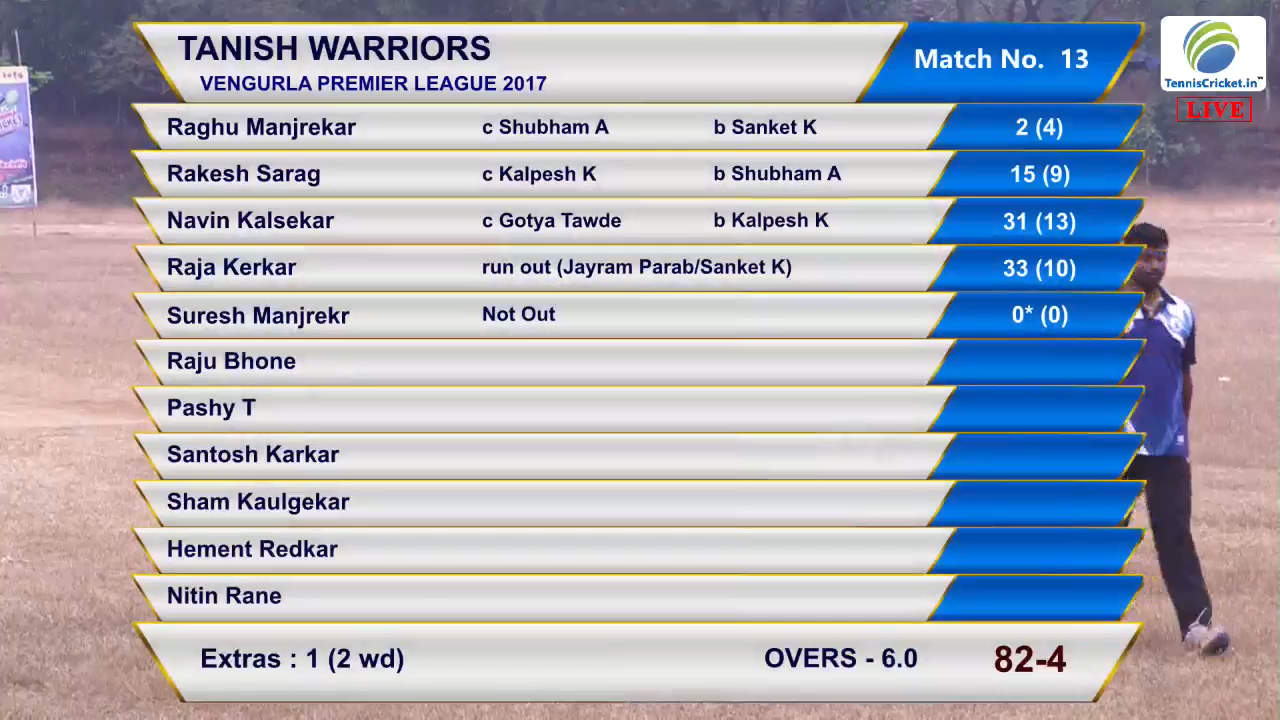 TANISH WARRIORS
VENGURLA PREMIER LEAGUE 2017
Match No. 13
TennisCricket.in™
LIVE
Raghu Manjrekar c Shubham A b Sanket K 2 (4)
Rakesh Sarag c Kalpesh K b Shubham A 15 (9)
Navin Kalsekar c Gotya Tawde b Kalpesh K 31 (13)
Raja Kerkar run out (Jayram Parab/Sanket K) 33 (10)
Suresh Manjrekr Not Out 0* (0)
Raju Bhone
Pashy T
Santosh Karkar
Sham Kaulgekar
Hement Redkar
Nitin Rane
Extras : 1 (2 wd) OVERS - 6.0 82-4